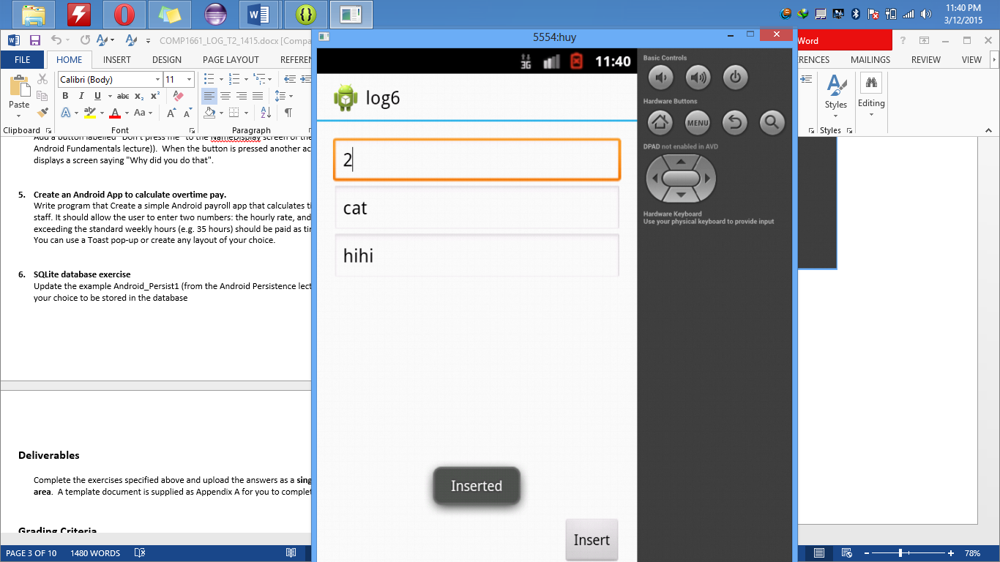 11:40 PM
3/12/2015
COMP1661_LOG_T2_1415.docx [Compa
5554:huy
Word
FILE
HOME
INSERT
DESIGN
PAGE LAYOUT
REFEREN
RENCES
MAILINGS
REVIEW
VIEW
Paste
Calibri (Body)
11
B I U abc x₂ x²
Clipboard
Font
Paragraph
Styles
Editing
Styles
Add a button labelled "Don't press me" to the NameDisplay screen of the
Android Fundamentals lecture)). When the button is pressed another ac
displays a screen saying "Why did you do that".
5. Create an Android App to calculate overtime pay.
Write program that Create a simple Android payroll app that calculates ti
staff. It should allow the user to enter two numbers: the hourly rate, and
exceeding the standard weekly hours (e.g. 35 hours) should be paid as tin
You can use a Toast pop-up or create any layout of your choice.
6. SQLite database exercise
Update the example Android_Persist1 (from the Android Persistence lect
your choice to be stored in the database
Deliverables
Complete the exercises specified above and upload the answers as a sing
area. A template document is supplied as Appendix A for you to complet
Grading Criteria
PAGE 3 OF 10
1480 WORDS
78%
3G
11:40
log6
2
cat
hihi
Inserted
Insert
Basic Controls
Hardware Buttons
MENU
DPAD not enabled in AVD
Hardware Keyboard
Use your physical keyboard to provide input